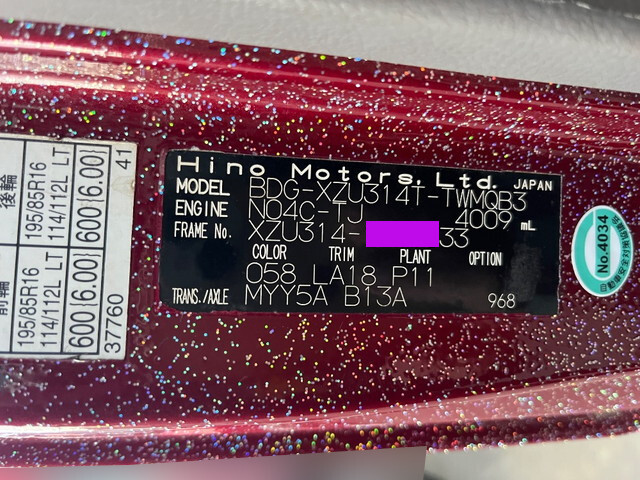 Hino Motors, Ltd. JAPAN
MODEL BDG-XZU314T-TWMQB3
ENGINE N04C-TJ 4009 mL
FRAME No. XZU314- 33
COLOR TRIM PLANT OPTION
058 LA18 P11
TRANS./AXLE MYY5A B13A 968
後輪
195/85R16
114/112L LT
600 (6.00)
41
前輪
195/85R16
114/112L LT
600 (6.00)
37760
No.4034